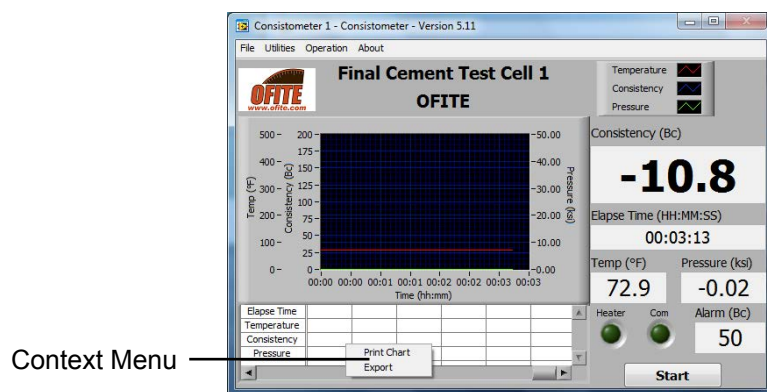 Consistometer 1 - Consistometer - Version 5.11
File Utilities Operation About
OFITE
www.ofite.com
Final Cement Test Cell 1
OFITE
Temperature
Consistency
Pressure
Temp (°F)
500
400
300
200
100
0
Consistency (Bc)
200
175
150
125
100
75
50
25
0
50.00
40.00
30.00
20.00
10.00
0.00
Pressure (ksi)
00:00 00:00 00:01 00:01 00:02 00:02 00:03 00:03
Time (hh:mm)
Consistency (Bc)
-10.8
Elapse Time (HH:MM:SS)
00:03:13
Temp (°F) Pressure (ksi)
72.9 -0.02
Heater Com Alarm (Bc)
50
Start
Elapse Time
Temperature
Consistency
Pressure
Print Chart
Export
Context Menu